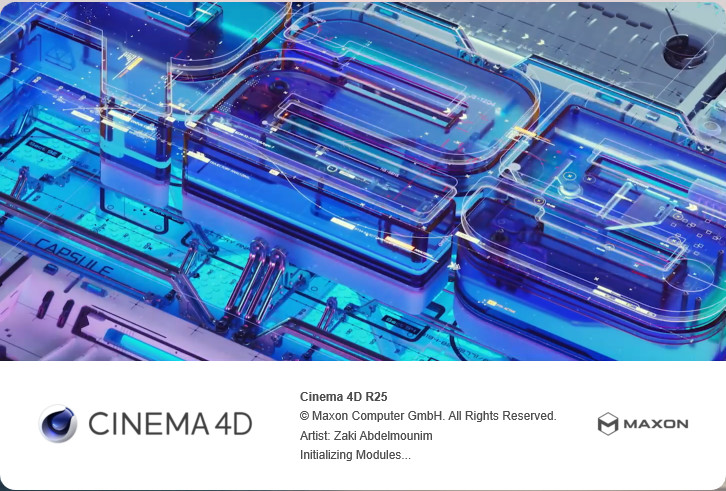 CAPSULE
CINEMA 4D
Cinema 4D R25
© Maxon Computer GmbH. All Rights Reserved.
Artist: Zaki Abdelmounim
Initializing Modules...
MAXON